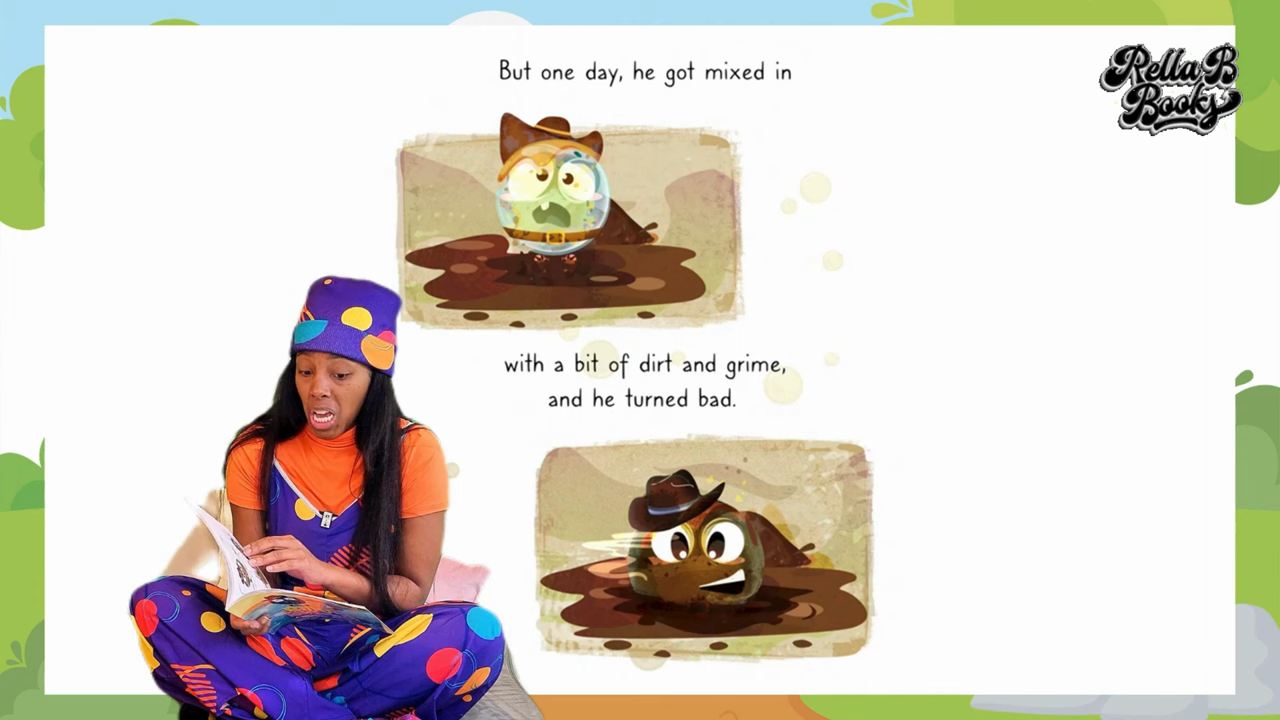 But one day, he got mixed in
Rella B
Books
with a bit of dirt and grime,
and he turned bad.